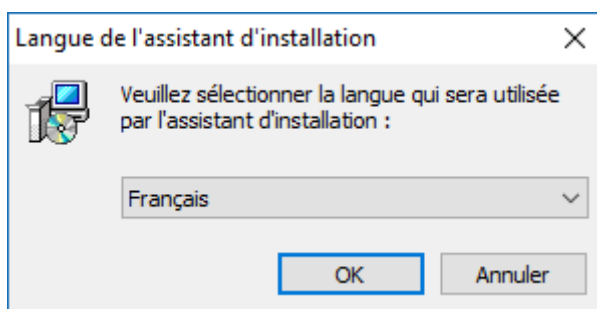 Langue de l'assistant d'installation
Veuillez sélectionner la langue qui sera utilisée
par l'assistant d'installation :
Français
OK
Annuler